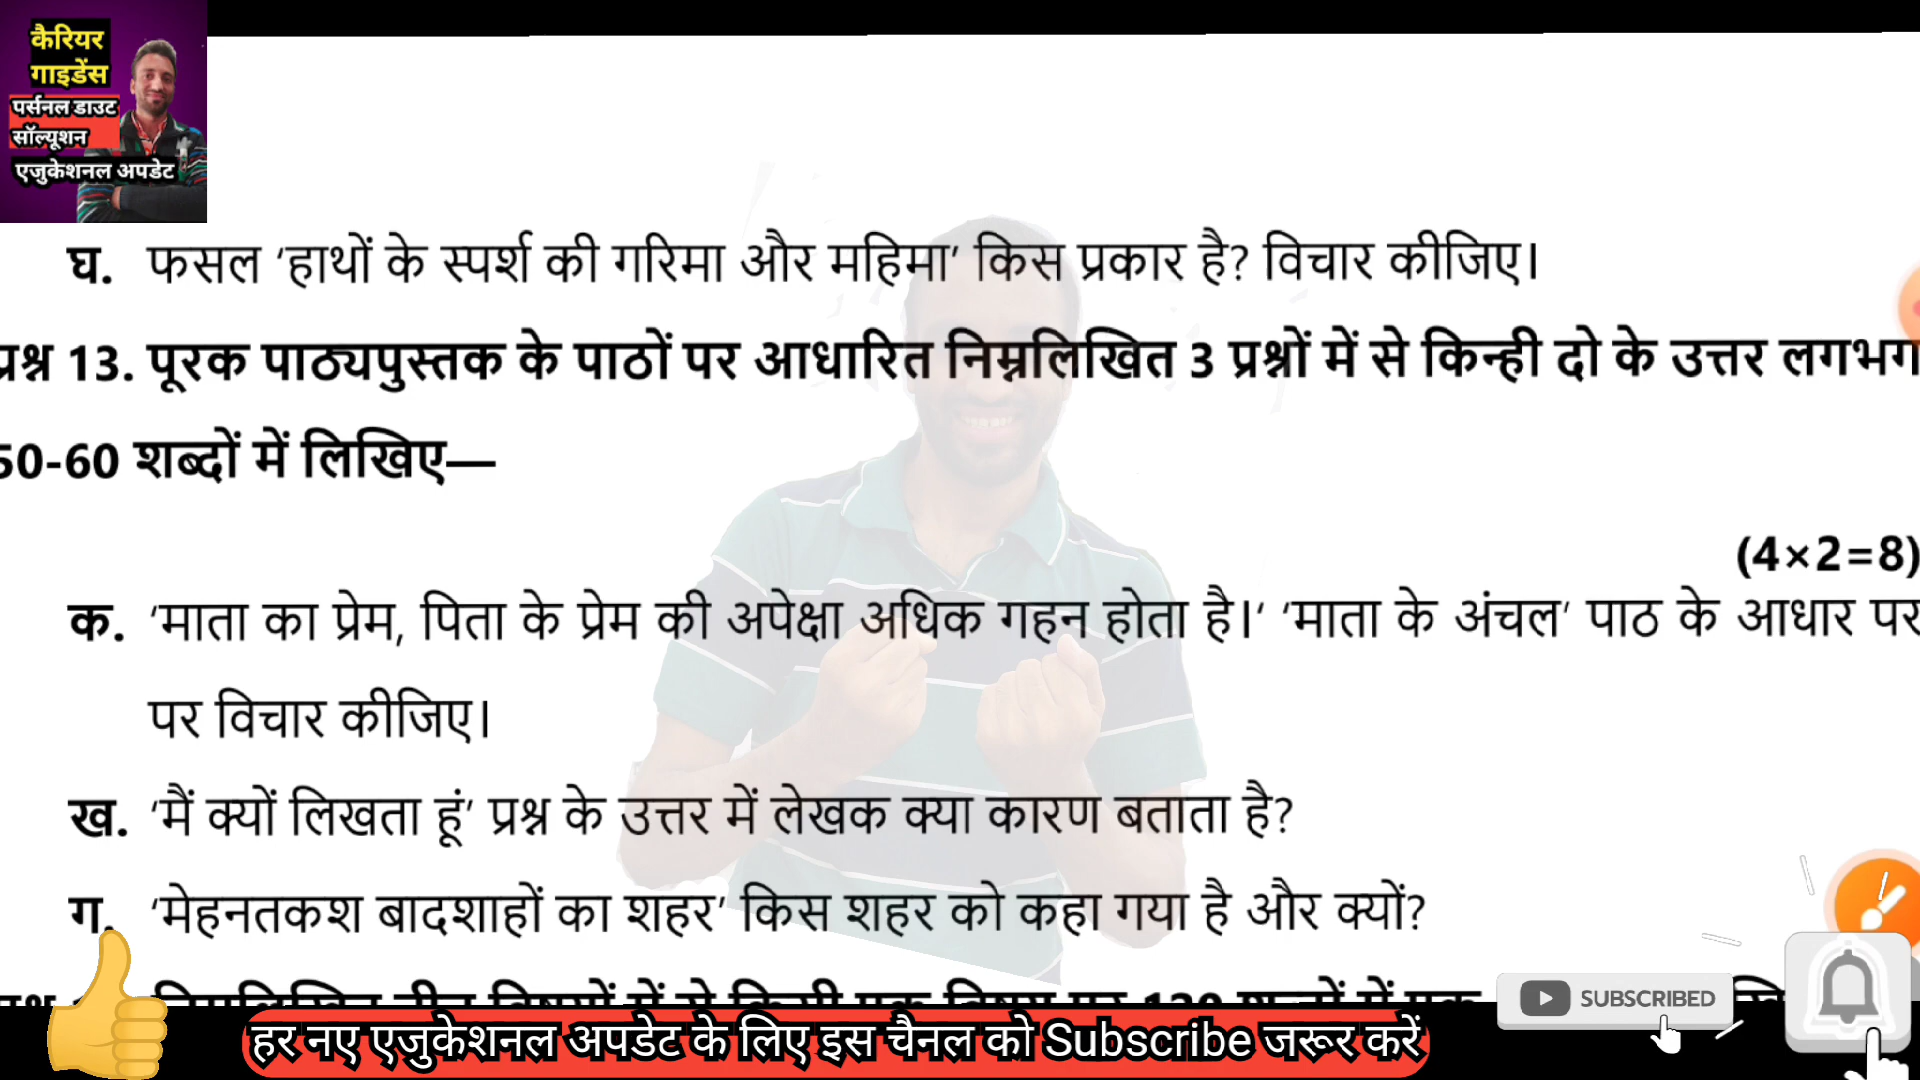 कैरियर
गाइडेंस
पर्सनल डाउट
सॉल्यूशन
एजुकेशनल अपडेट
घ. फसल ‘हाथों के स्पर्श की गरिमा और महिमा’ किस प्रकार है? विचार कीजिए।
प्रश्न 13. पूरक पाठ्यपुस्तक के पाठों पर आधारित निम्नलिखित 3 प्रश्नों में से किन्ही दो के उत्तर लगभग
50-60 शब्दों में लिखिए—
(4×2=8)
क. ‘माता का प्रेम, पिता के प्रेम की अपेक्षा अधिक गहन होता है।‘ ‘माता के अंचल’ पाठ के आधार पर
पर विचार कीजिए।
ख. ‘मैं क्यों लिखता हूं’ प्रश्न के उत्तर में लेखक क्या कारण बताता है?
ग. ‘मेहनतकश बादशाहों का शहर’ किस शहर को कहा गया है और क्यों?
SUBSCRIBED
हर नए एजुकेशनल अपडेट के लिए इस चैनल को Subscribe जरूर करें